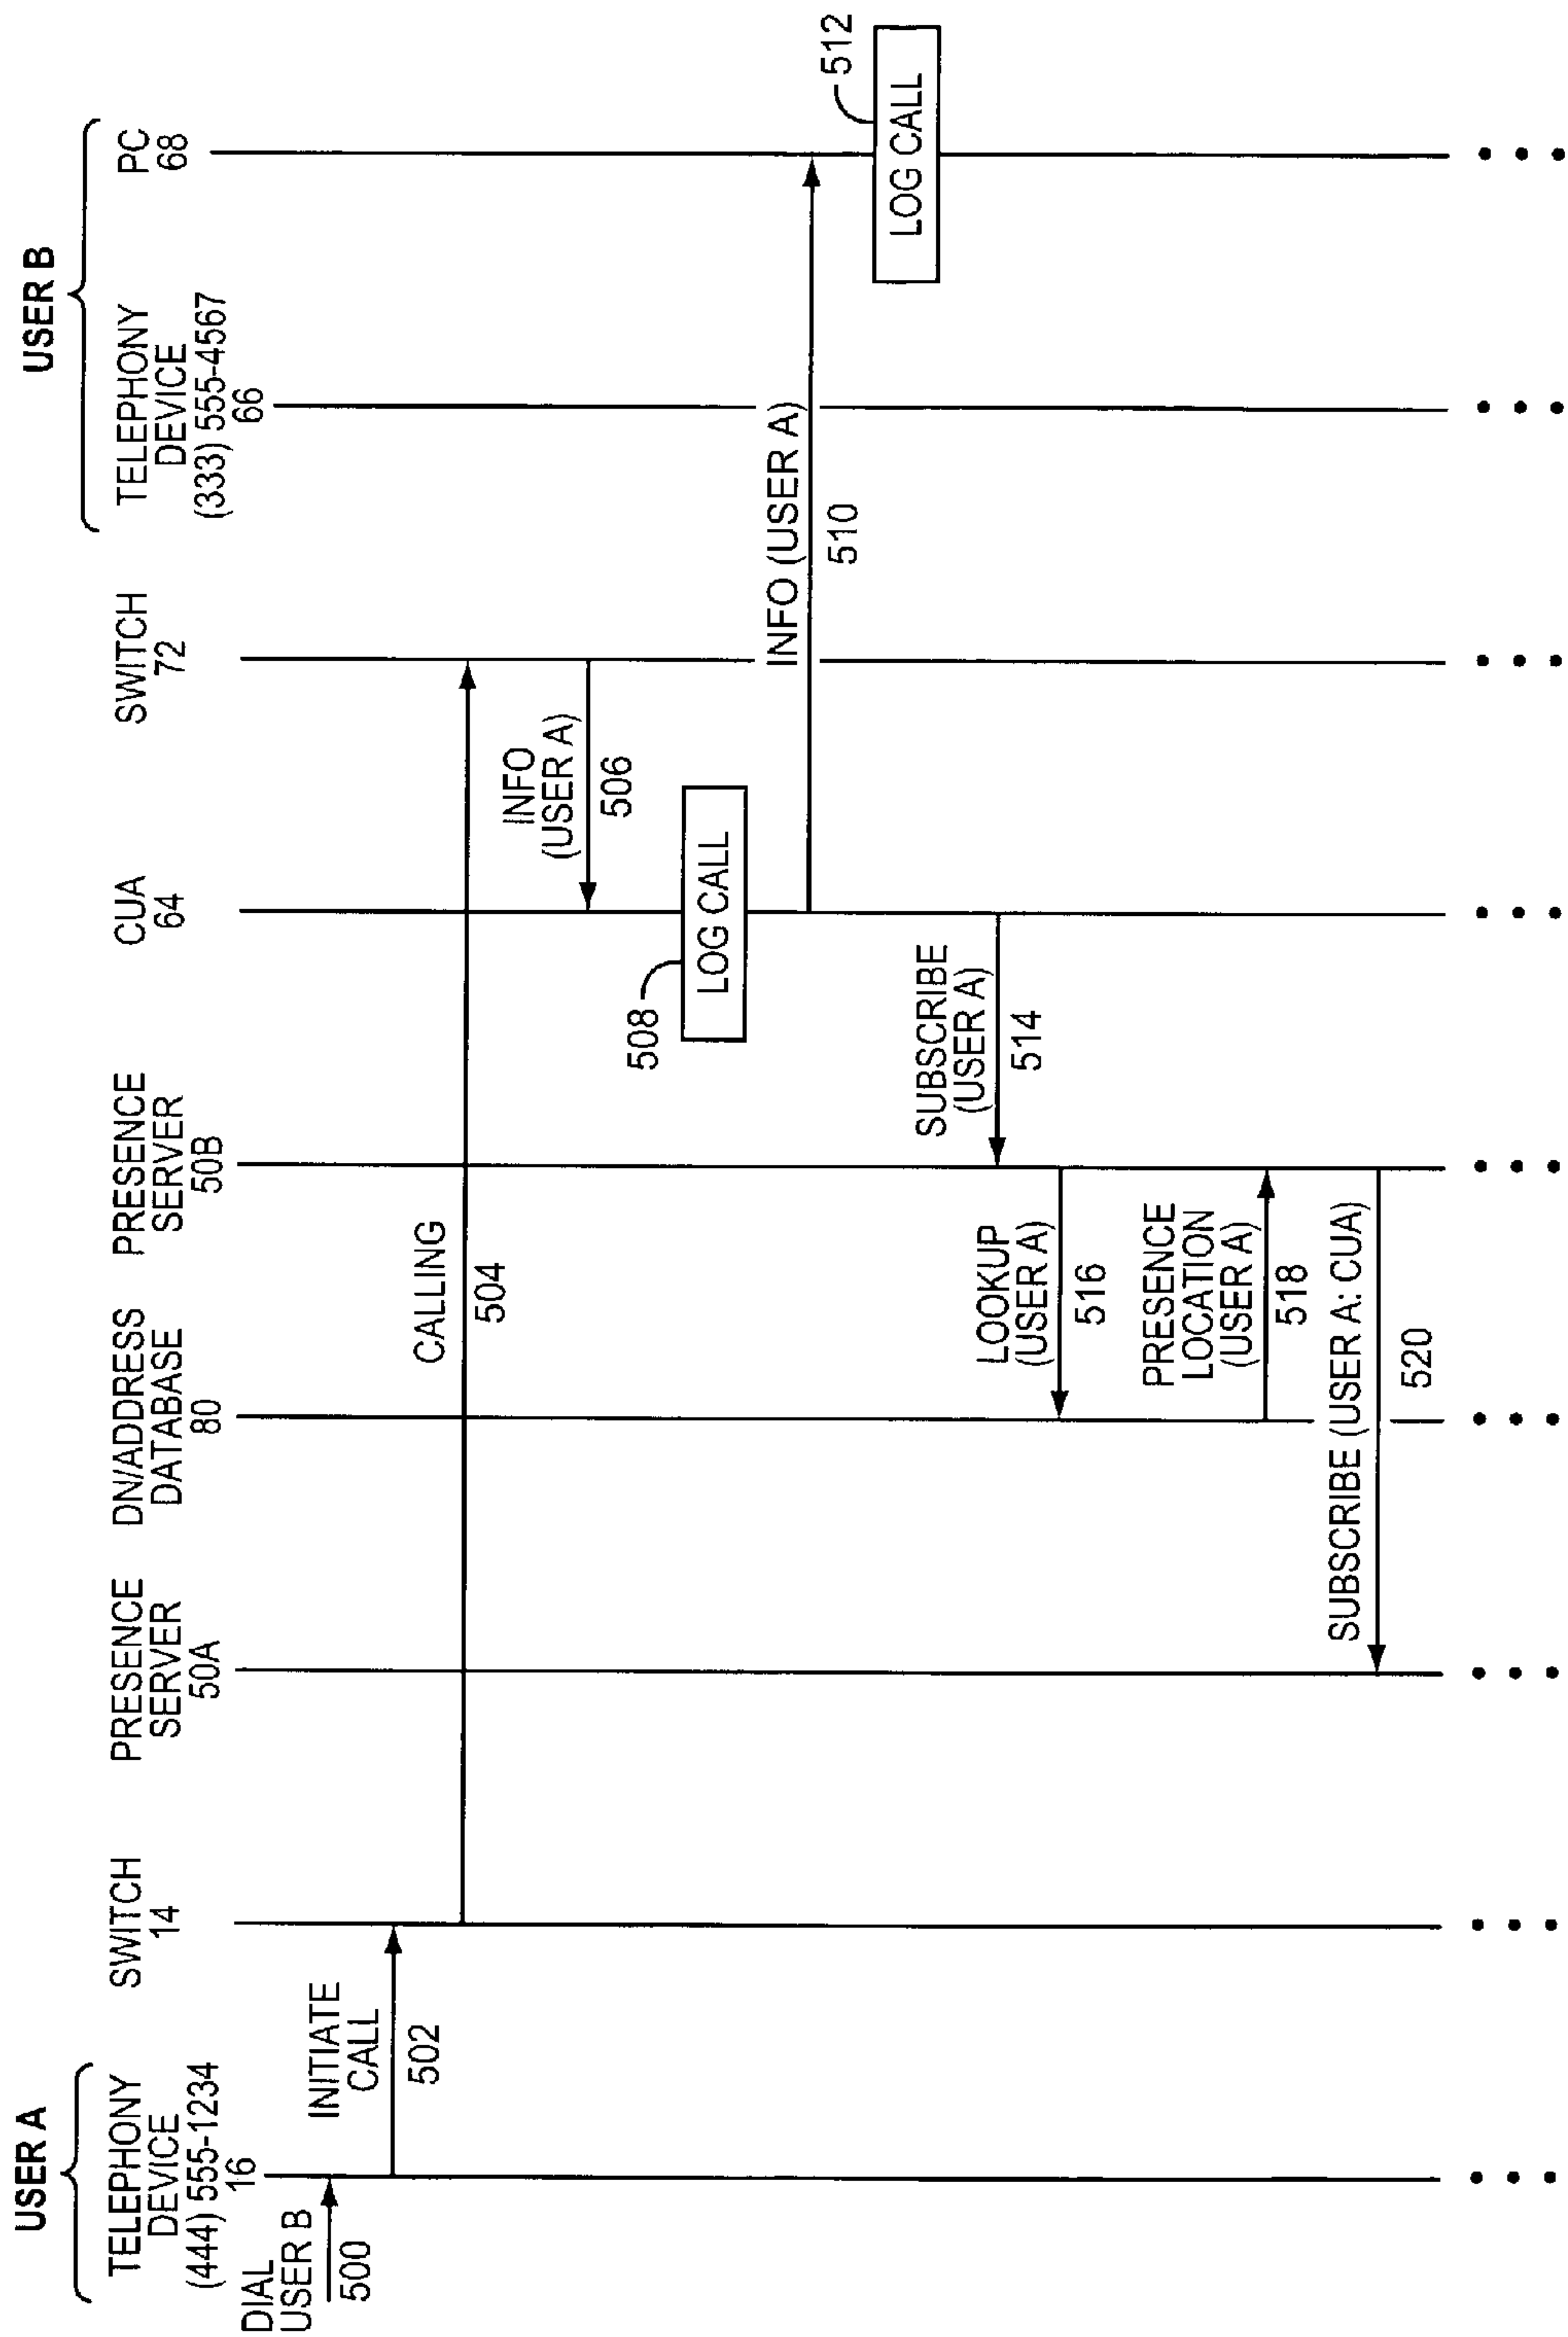 USER A
USER B
TELEPHONY
DEVICE
(444) 555-1234
16
SWITCH
14
PRESENCE
SERVER
50A
DN/ADDRESS
DATABASE
80
PRESENCE
SERVER
50B
CUA
64
SWITCH
72
TELEPHONY
DEVICE
(333) 555-4567
66
PC
68
DIAL
USER B
500
INITIATE
CALL
502
CALLING
504
INFO
(USER A)
506
508
LOG CALL
INFO (USER A)
510
512
LOG CALL
SUBSCRIBE
(USER A)
514
LOOKUP
(USER A)
516
PRESENCE
LOCATION
(USER A)
518
SUBSCRIBE (USER A: CUA)
520